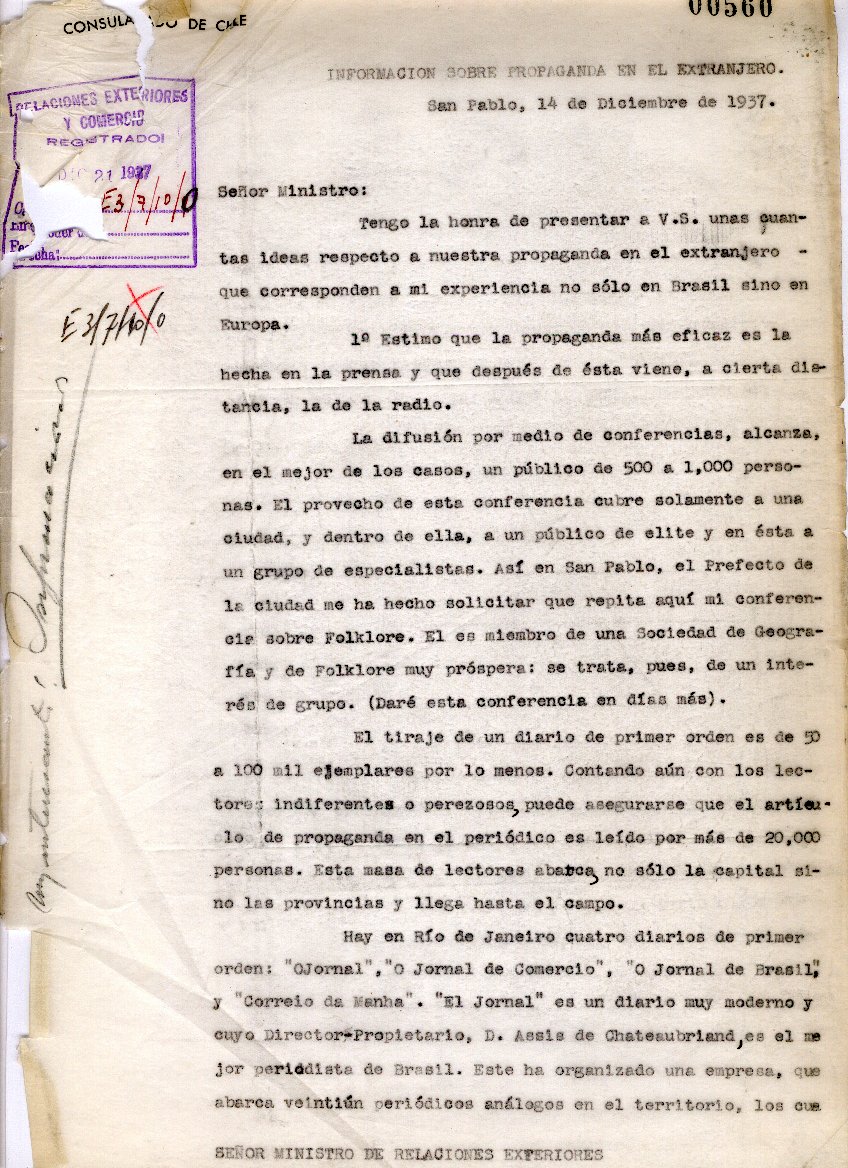 00560
CONSULA DO DE C LE
INFORMACION SOBRE PROPAGANDA EN EL EXTRANJERO.
San Pablo, 14 de Diciembre de 1937.
RELACIONES EXTERIORES
Y COMERCIO
REGISTRADO
DIC 21 1937
E3/7/10/0
E3/7/10/0
Señor Ministro:
Tengo la honra de presentar a V.S. unas cuan-
tas ideas respecto a nuestra propaganda en el extranjero -
que corresponden a mi experiencia no sólo en Brasil sino en
Europa.
1º Estimo que la propaganda más eficaz es la
hecha en la prensa y que después de ésta viene, a cierta dis-
tancia, la de la radio.
La difusión por medio de conferencias, alcanza,
en el mejor de los casos, un público de 500 a 1,000 perso-
nas. El provecho de esta conferencia cubre solamente a una
ciudad, y dentro de ella, a un público de elite y en ésta a
un grupo de especialistas. Así en San Pablo, el Prefecto de
la ciudad me ha hecho solicitar que repita aquí mi conferen-
cia sobre Folklore. El es miembro de una Sociedad de Geogra-
fía y de Folklore muy próspera: se trata, pues, de un inte-
rés de grupo. (Daré esta conferencia en días más).
El tiraje de un diario de primer orden es de 50
a 100 mil ejemplares por lo menos. Contando aún con los lec-
tores indiferentes o perezosos, puede asegurarse que el artícu-
lo de propaganda en el periódico es leído por más de 20,000
personas. Esta masa de lectores abarca, no sólo la capital si-
no las provincias y llega hasta el campo.
Hay en Río de Janeiro cuatro diarios de primer
orden: "OJornal","O Jornal de Comercio", "O Jornal de Brasil",
y "Correio da Manha". "El Jornal" es un diario muy moderno y
cuyo Director-Propietario, D. Assis de Chateaubriand, es el me
jor periódista de Brasil. Este ha organizado una empresa, que
abarca veintiún periódicos análogos en el territorio, los cua
SEÑOR MINISTRO DE RELACIONES EXTERIORES